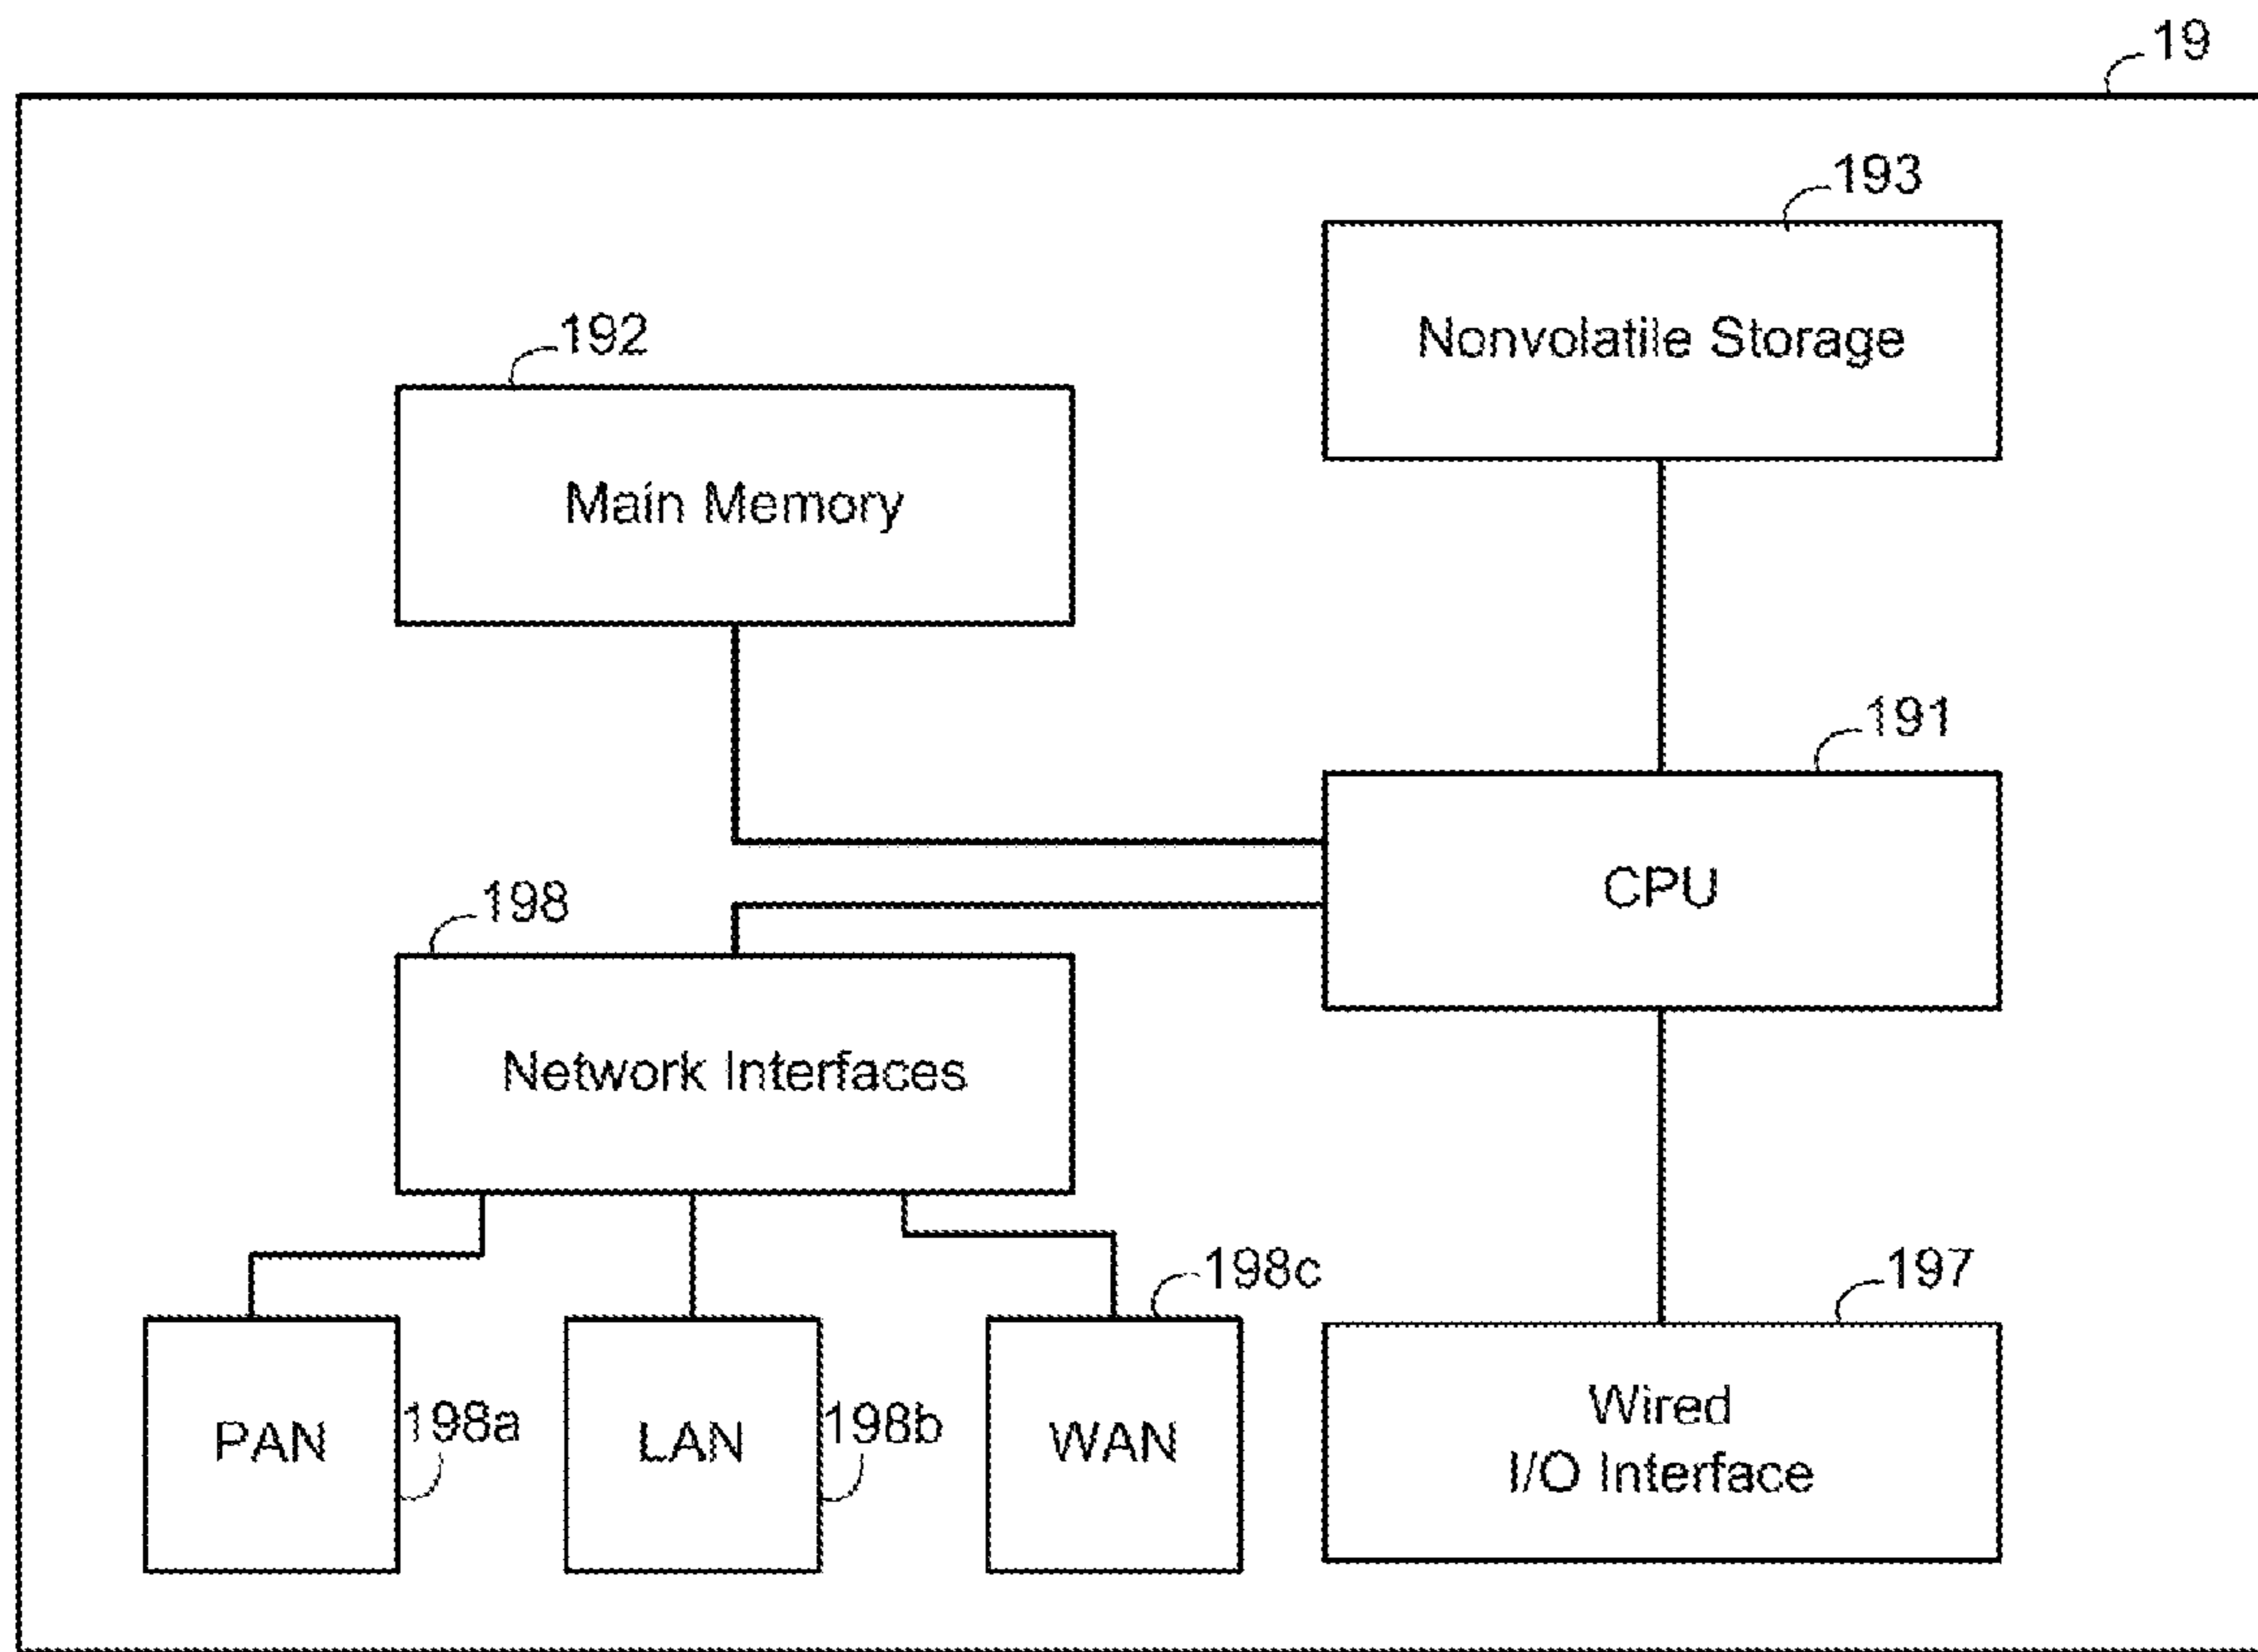 19
193
Nonvolatile Storage
192
Main Memory
191
CPU
198
Network Interfaces
198c
197
PAN
198a
LAN
198b
WAN
Wired
I/O Interface